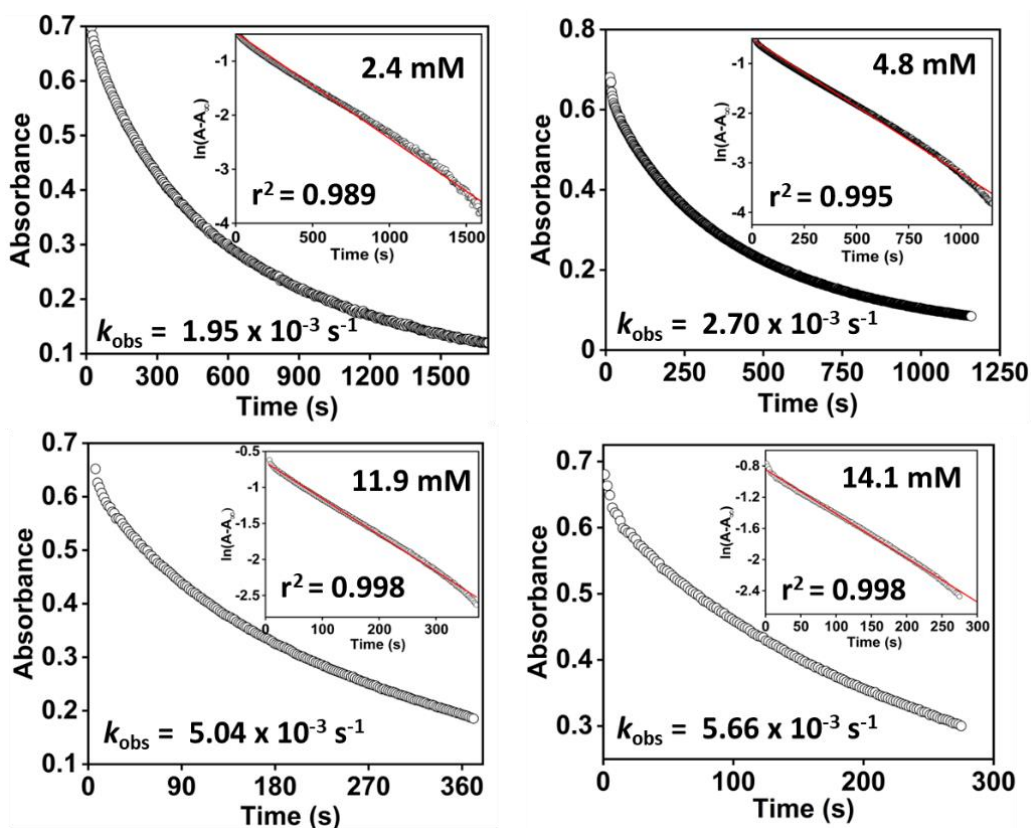 0.7
0.6
0.5
0.4
0.3
0.2
0.1
Absorbance
0
300
600
900
1200
1500
Time (s)
k_obs = 1.95 x 10⁻³ s⁻¹
2.4 mM
-1
-2
-3
-4
ln(A-A∞)
r² = 0.989
0
500
1000
1500
Time (s)
0.8
0.6
0.4
0.2
0
Absorbance
0
250
500
750
1000
1250
Time (s)
k_obs = 2.70 x 10⁻³ s⁻¹
4.8 mM
-1
-2
-3
-4
ln(A-A∞)
r² = 0.995
0
250
500
750
1000
Time (s)
0.7
0.6
0.5
0.4
0.3
0.2
0.1
Absorbance
0
90
180
270
360
Time (s)
k_obs = 5.04 x 10⁻³ s⁻¹
11.9 mM
-0.5
-1.0
-1.5
-2
-2.5
ln(A-A∞)
r² = 0.998
0
100
200
300
Time (s)
0.7
0.6
0.5
0.4
0.3
Absorbance
0
100
200
300
Time (s)
k_obs = 5.66 x 10⁻³ s⁻¹
14.1 mM
-0.8
-1.2
-1.6
-2.0
-2.4
ln(A-A∞)
r² = 0.998
0
50
100
150
200
250
300
Time (s)